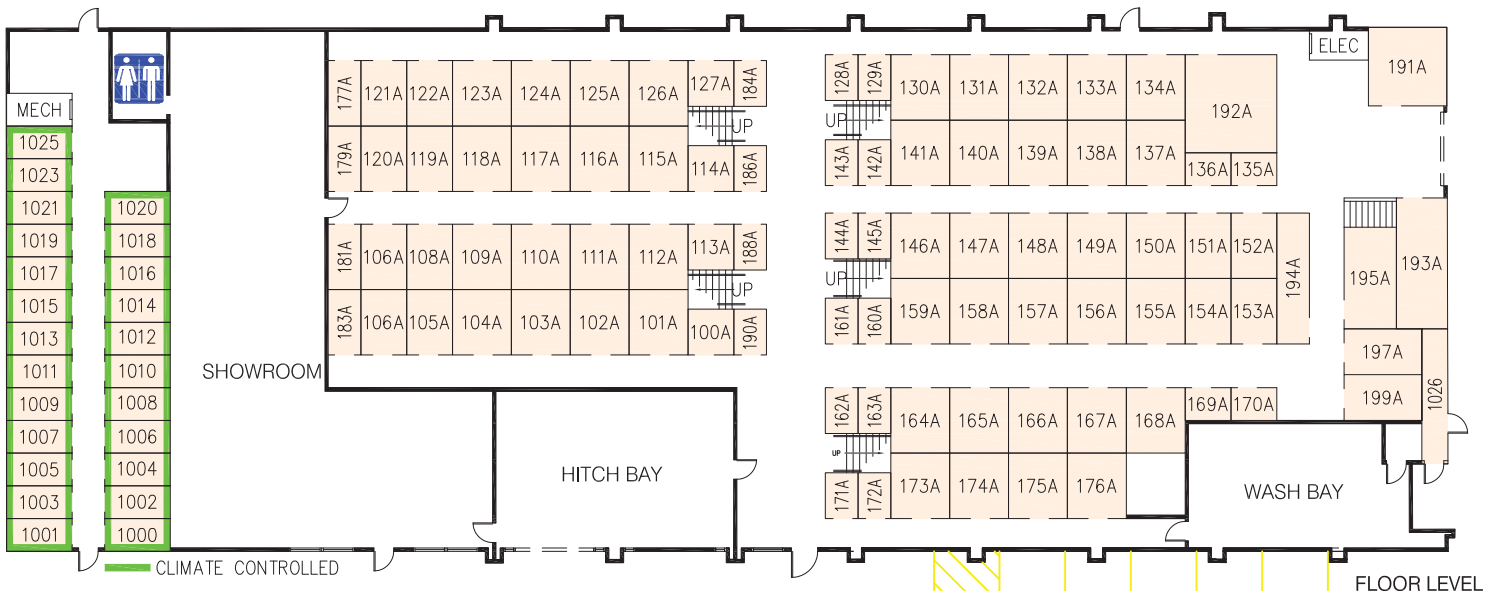 ELEC
191A
MECH
177A 121A 122A 123A 124A 125A 126A 127A 184A
128A 129A 130A 131A 132A 133A 134A 192A
UP
UP
179A 120A 119A 118A 117A 116A 115A 114A 186A
143A 142A 141A 140A 139A 138A 137A 136A 135A
1025
1023
1021 1020
1019 1018
1017 1016
1015 1014
1013 1012
1011 1010
1009 1008
1007 1006
1005 1004
1003 1002
1001 1000
181A 106A 108A 109A 110A 111A 112A 113A 188A
144A 145A 146A 147A 148A 149A 150A 151A 152A 194A 195A 193A
UP
UP
183A 106A 105A 104A 103A 102A 101A 100A 190A
161A 160A 159A 158A 157A 156A 155A 154A 153A
197A
199A
1026
SHOWROOM
162A 163A 164A 165A 166A 167A 168A 169A 170A
UP
171A 172A 173A 174A 175A 176A
HITCH BAY
WASH BAY
CLIMATE CONTROLLED
FLOOR LEVEL